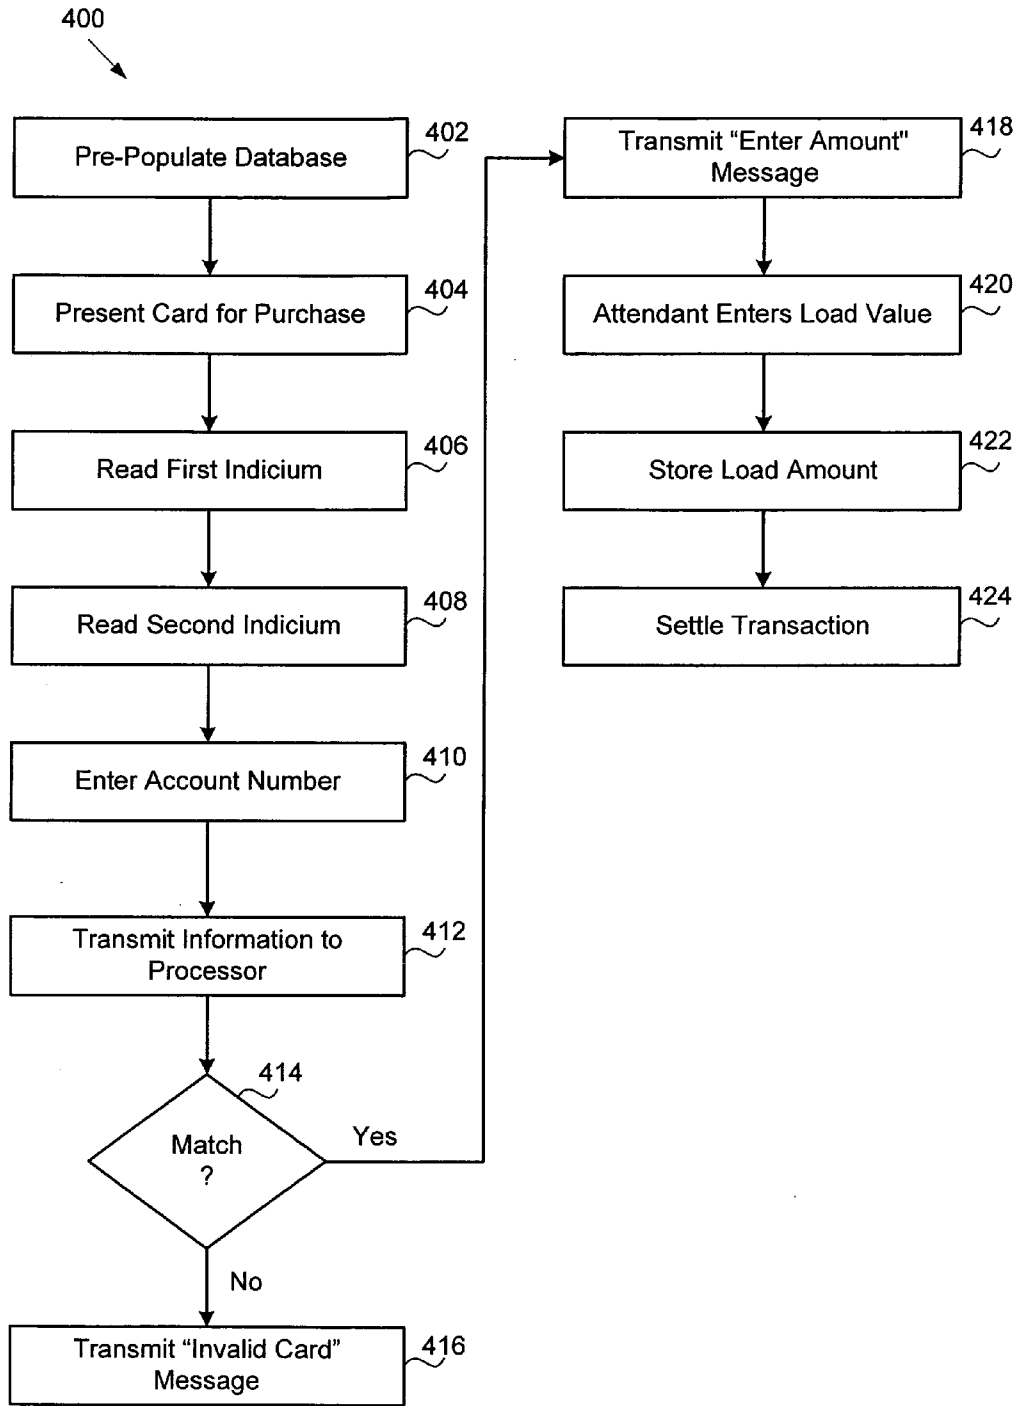 400
Pre-Populate Database
402
Present Card for Purchase
404
Read First Indicium
406
Read Second Indicium
408
Enter Account Number
410
Transmit Information to
Processor
412
414
Match
?
Yes
No
Transmit “Invalid Card”
Message
416
Transmit “Enter Amount"
Message
418
Attendant Enters Load Value
420
Store Load Amount
422
Settle Transaction
424